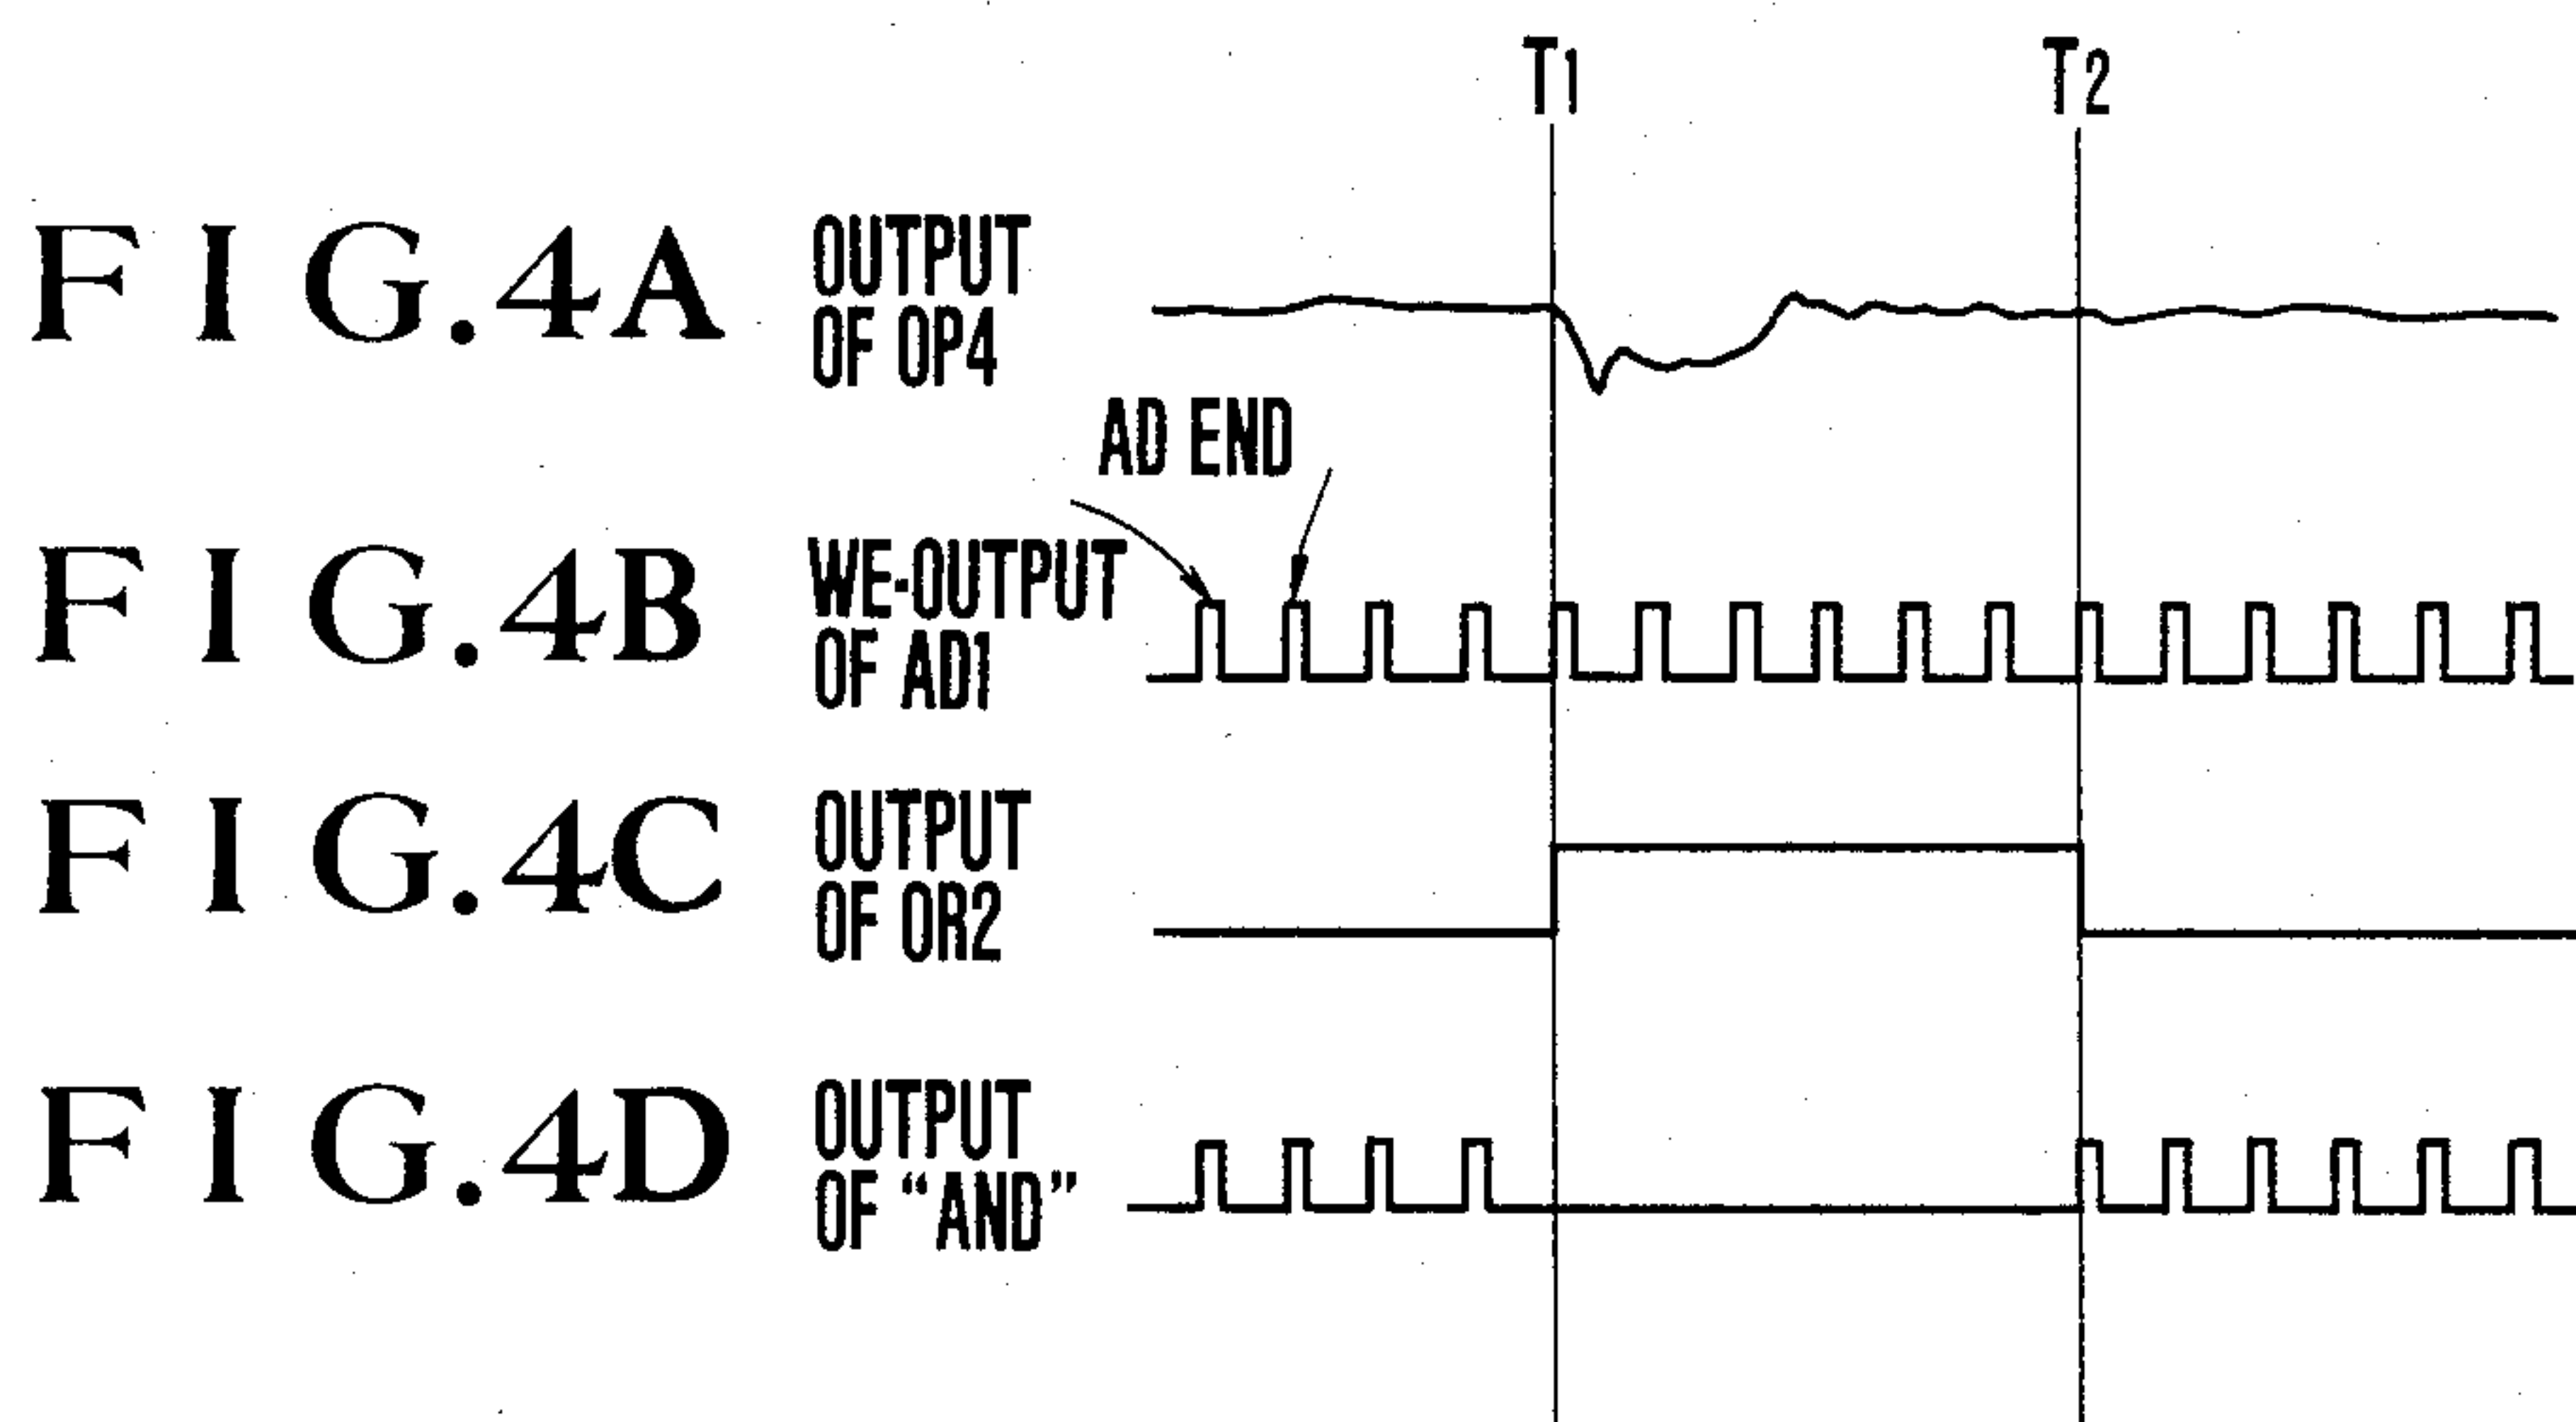 T1 T2
FIG.4A OUTPUT
OF OP4
AD END
FIG.4B WE-OUTPUT
OF AD1
FIG.4C OUTPUT
OF OR2
FIG.4D OUTPUT
OF "AND"